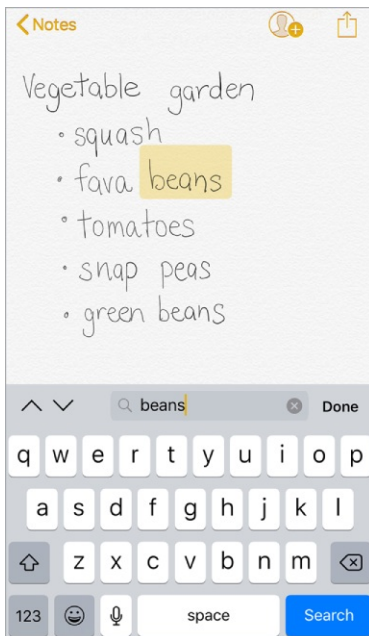 Notes
Vegetable garden
• squash
• fava beans
• tomatoes
• snap peas
• green beans
beans
Done
q w e r t y u i o p
a s d f g h j k l
z x c v b n m
123 space Search